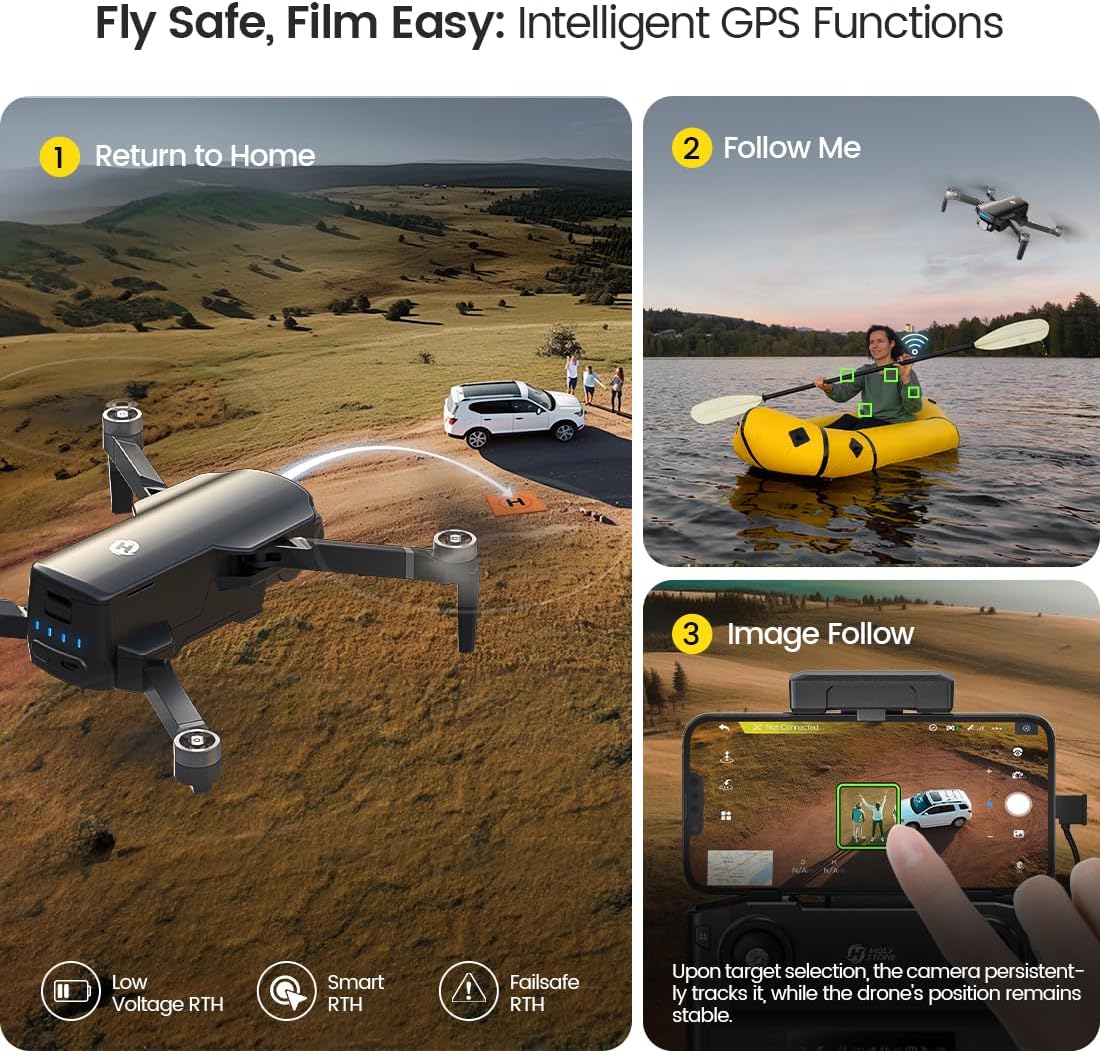 Fly Safe, Film Easy: Intelligent GPS Functions
1 Return to Home
2 Follow Me
H
Low
Voltage RTH
Smart
RTH
Failsafe
RTH
3 Image Follow
Not Connected
D
H
N/A
N/A
HOLY
STONE
Upon target selection, the camera persistent-
ly tracks it, while the drone's position remains
stable.